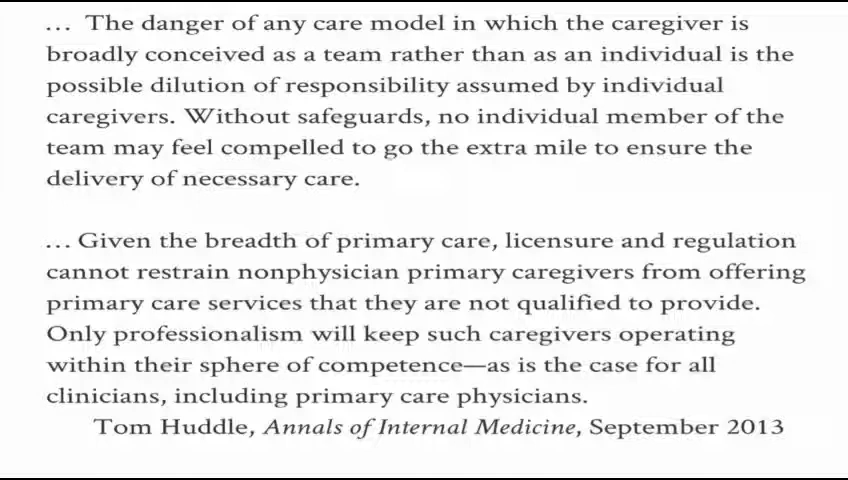 ... The danger of any care model in which the caregiver is
broadly conceived as a team rather than as an individual is the
possible dilution of responsibility assumed by individual
caregivers. Without safeguards, no individual member of the
team may feel compelled to go the extra mile to ensure the
delivery of necessary care.
... Given the breadth of primary care, licensure and regulation
cannot restrain nonphysician primary caregivers from offering
primary care services that they are not qualified to provide.
Only professionalism will keep such caregivers operating
within their sphere of competence—as is the case for all
clinicians, including primary care physicians.
Tom Huddle, Annals of Internal Medicine, September 2013